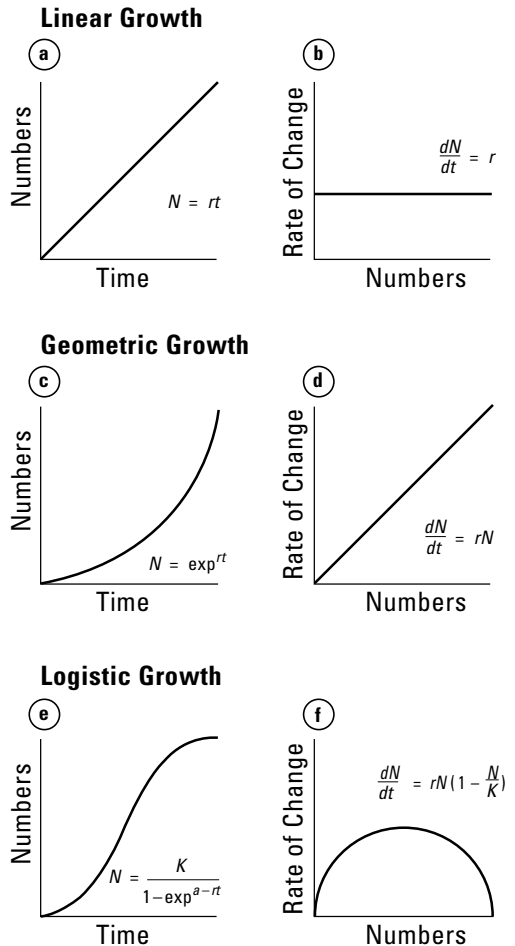 Linear Growth
a
Numbers
N = rt
Time
b
Rate of Change
dN/dt = r
Numbers
Geometric Growth
c
Numbers
N = exp^rt
Time
d
Rate of Change
dN/dt = rN
Numbers
Logistic Growth
e
Numbers
N = K/1–exp^a–rt
Time
f
Rate of Change
dN/dt = rN(1 – N/K)
Numbers